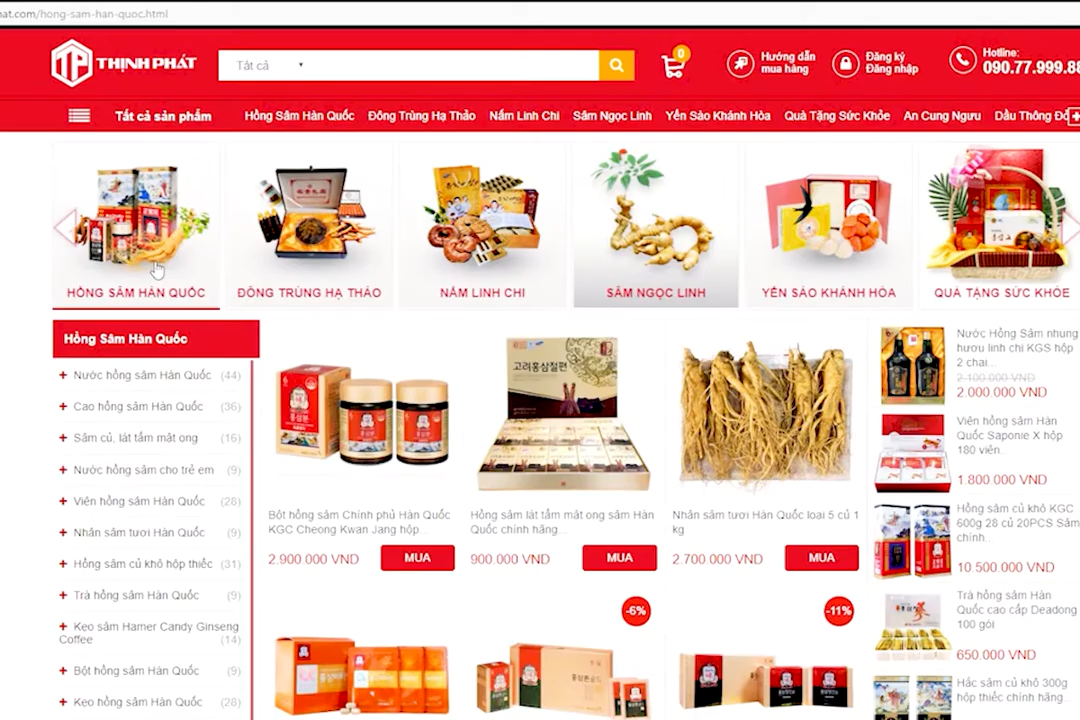 hat.com/hong-sam-han-quoc.html
TP THỊNH PHÁT
Tất cả
0
Hướng dẫn
mua hàng
Đăng ký
Đăng nhập
Hotline:
090.77.999.88
Tất cả sản phẩm
Hồng Sâm Hàn Quốc
Đông Trùng Hạ Thảo
Nấm Linh Chi
Sâm Ngọc Linh
Yến Sào Khánh Hòa
Quà Tặng Sức Khỏe
An Cung Ngưu
Dầu Thông Đỏ
HỒNG SÂM HÀN QUỐC
ĐÔNG TRÙNG HẠ THẢO
NẤM LINH CHI
SÂM NGỌC LINH
YẾN SÀO KHÁNH HÒA
QUÀ TẶNG SỨC KHỎE
Hồng Sâm Hàn Quốc
+ Nước hồng sâm Hàn Quốc (44)
+ Cao hồng sâm Hàn Quốc (36)
+ Sâm củ, lát tẩm mật ong (16)
+ Nước hồng sâm cho trẻ em (9)
+ Viên hồng sâm Hàn Quốc (28)
+ Nhân sâm tươi Hàn Quốc (9)
+ Hồng sâm củ khô hộp thiếc (31)
+ Trà hồng sâm Hàn Quốc (9)
+ Kẹo sâm Hamer Candy Ginseng
Coffee (14)
+ Bột hồng sâm Hàn Quốc (9)
+ Kẹo hồng sâm Hàn Quốc (28)
고려홍삼절편
Bột hồng sâm Chính phủ Hàn Quốc
KGC Cheong Kwan Jang hộp...
2.900.000 VND
MUA
Hồng sâm lát tẩm mật ong sâm Hàn
Quốc chính hãng...
900.000 VND
MUA
Nhân sâm tươi Hàn Quốc loại 5 củ 1
kg
2.700.000 VND
MUA
-6%
-11%
Nước Hồng Sâm nhung
hươu linh chi KGS hộp
2 chai...
2.100.000 VND
2.000.000 VND
Viên hồng sâm Hàn
Quốc Saponie X hộp
180 viên..
1.800.000 VND
Hồng sâm củ khô KGC
600g 28 củ 20PCS Sâm
chính..
10.500.000 VND
Trà hồng sâm Hàn
Quốc cao cấp Deadong
100 gói
650.000 VND
Hắc sâm củ khô 300g
hộp thiếc chính hãng...